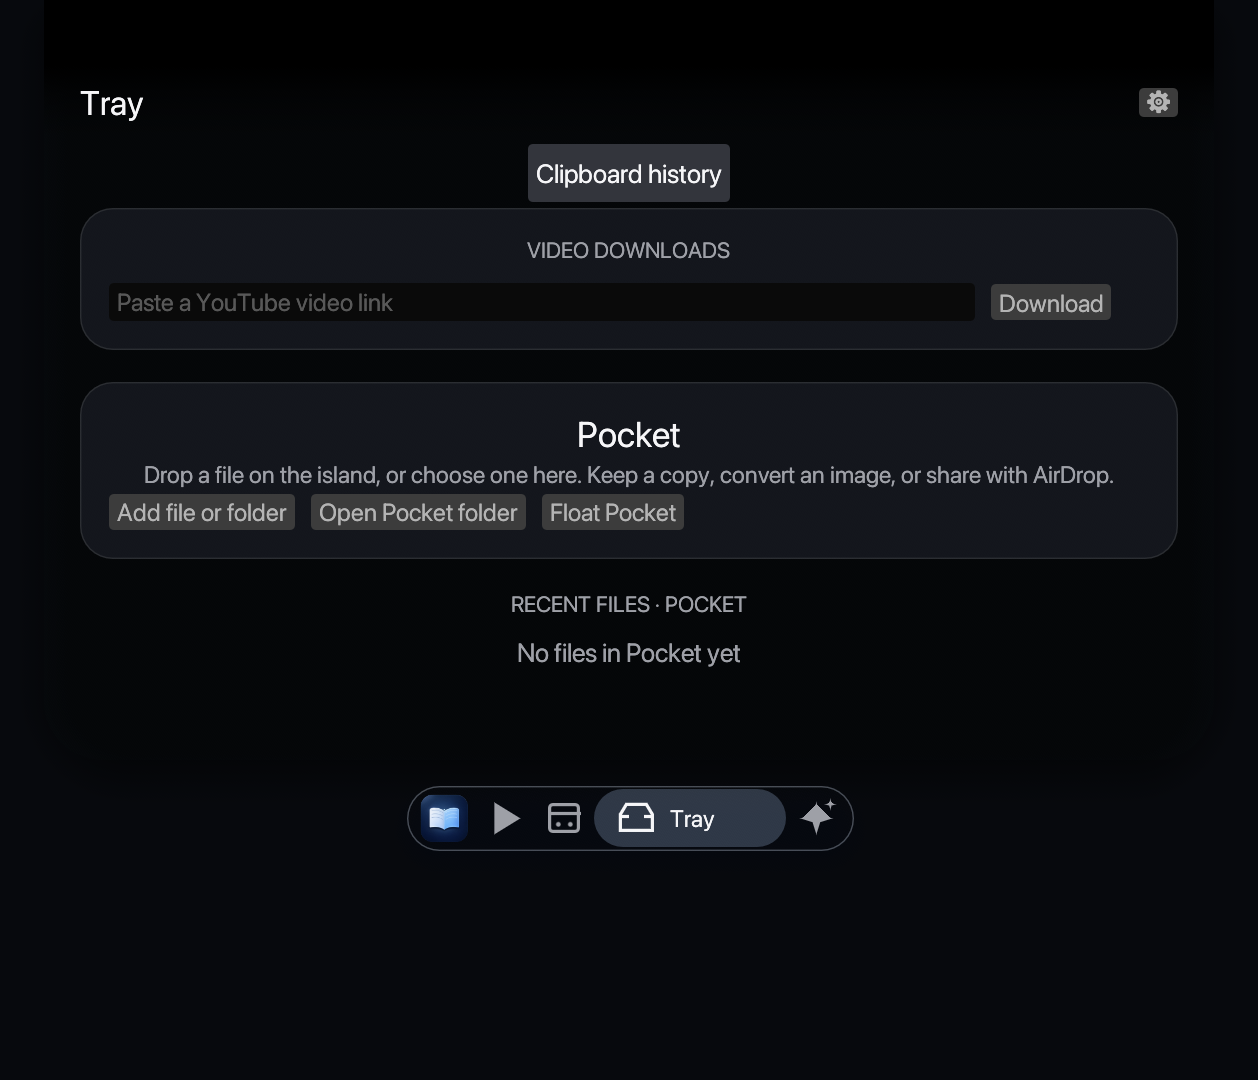 Tray
Clipboard history
VIDEO DOWNLOADS
Paste a YouTube video link
Download
Pocket
Drop a file on the island, or choose one here. Keep a copy, convert an image, or share with AirDrop.
Add file or folder
Open Pocket folder
Float Pocket
RECENT FILES · POCKET
No files in Pocket yet
Tray